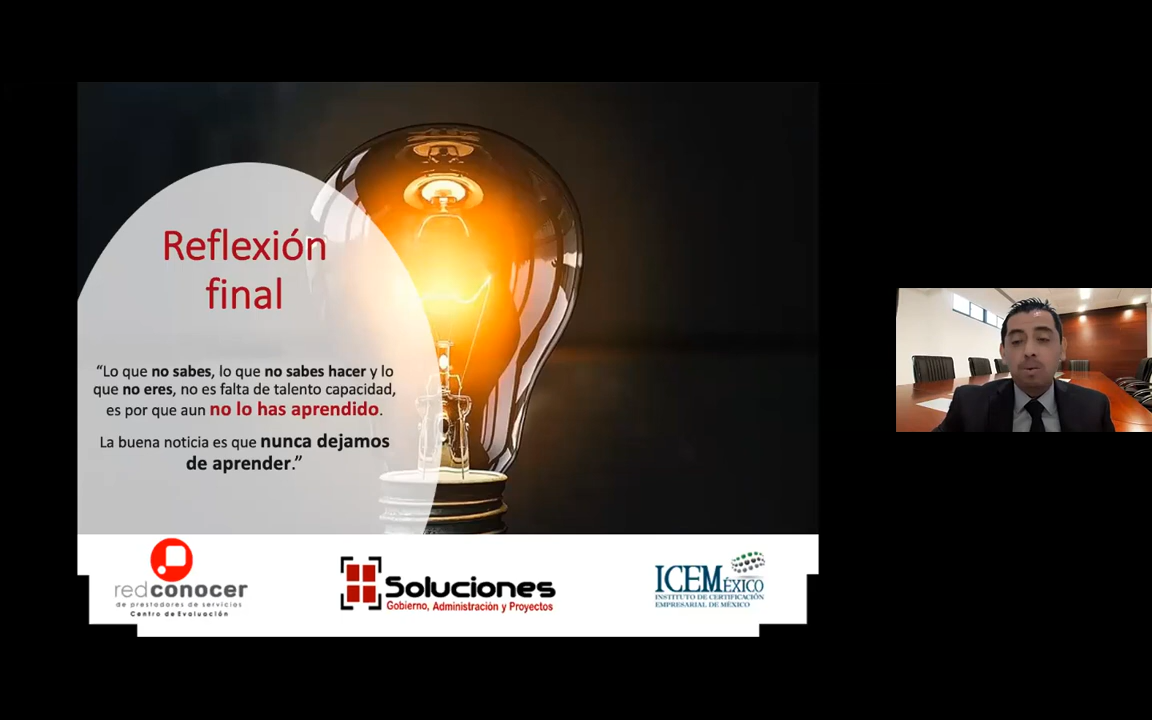 Reflexión
final
“Lo que no sabes, lo que no sabes hacer y lo
que no eres, no es falta de talento capacidad,
es por que aun no lo has aprendido.
La buena noticia es que nunca dejamos
de aprender.”
redconocer
de prestadores de servicios
Centro de Evaluación
Soluciones
Gobierno, Administración y Proyectos
ICEMÉXICO
INSTITUTO DE CERTIFICACIÓN
EMPRESARIAL DE MÉXICO